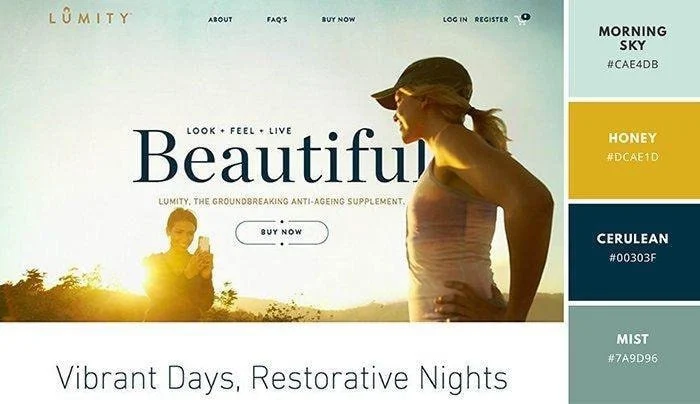 LUMITY
ABOUT FAQ'S BUY NOW LOG IN REGISTER 0
LOOK + FEEL + LIVE
Beautiful
LUMITY, THE GROUNDBREAKING ANTI-AGEING SUPPLEMENT.
BUY NOW
Vibrant Days, Restorative Nights
MORNING
SKY
#CAE4DB
HONEY
#DCAE1D
CERULEAN
#00303F
MIST
#7A9D96